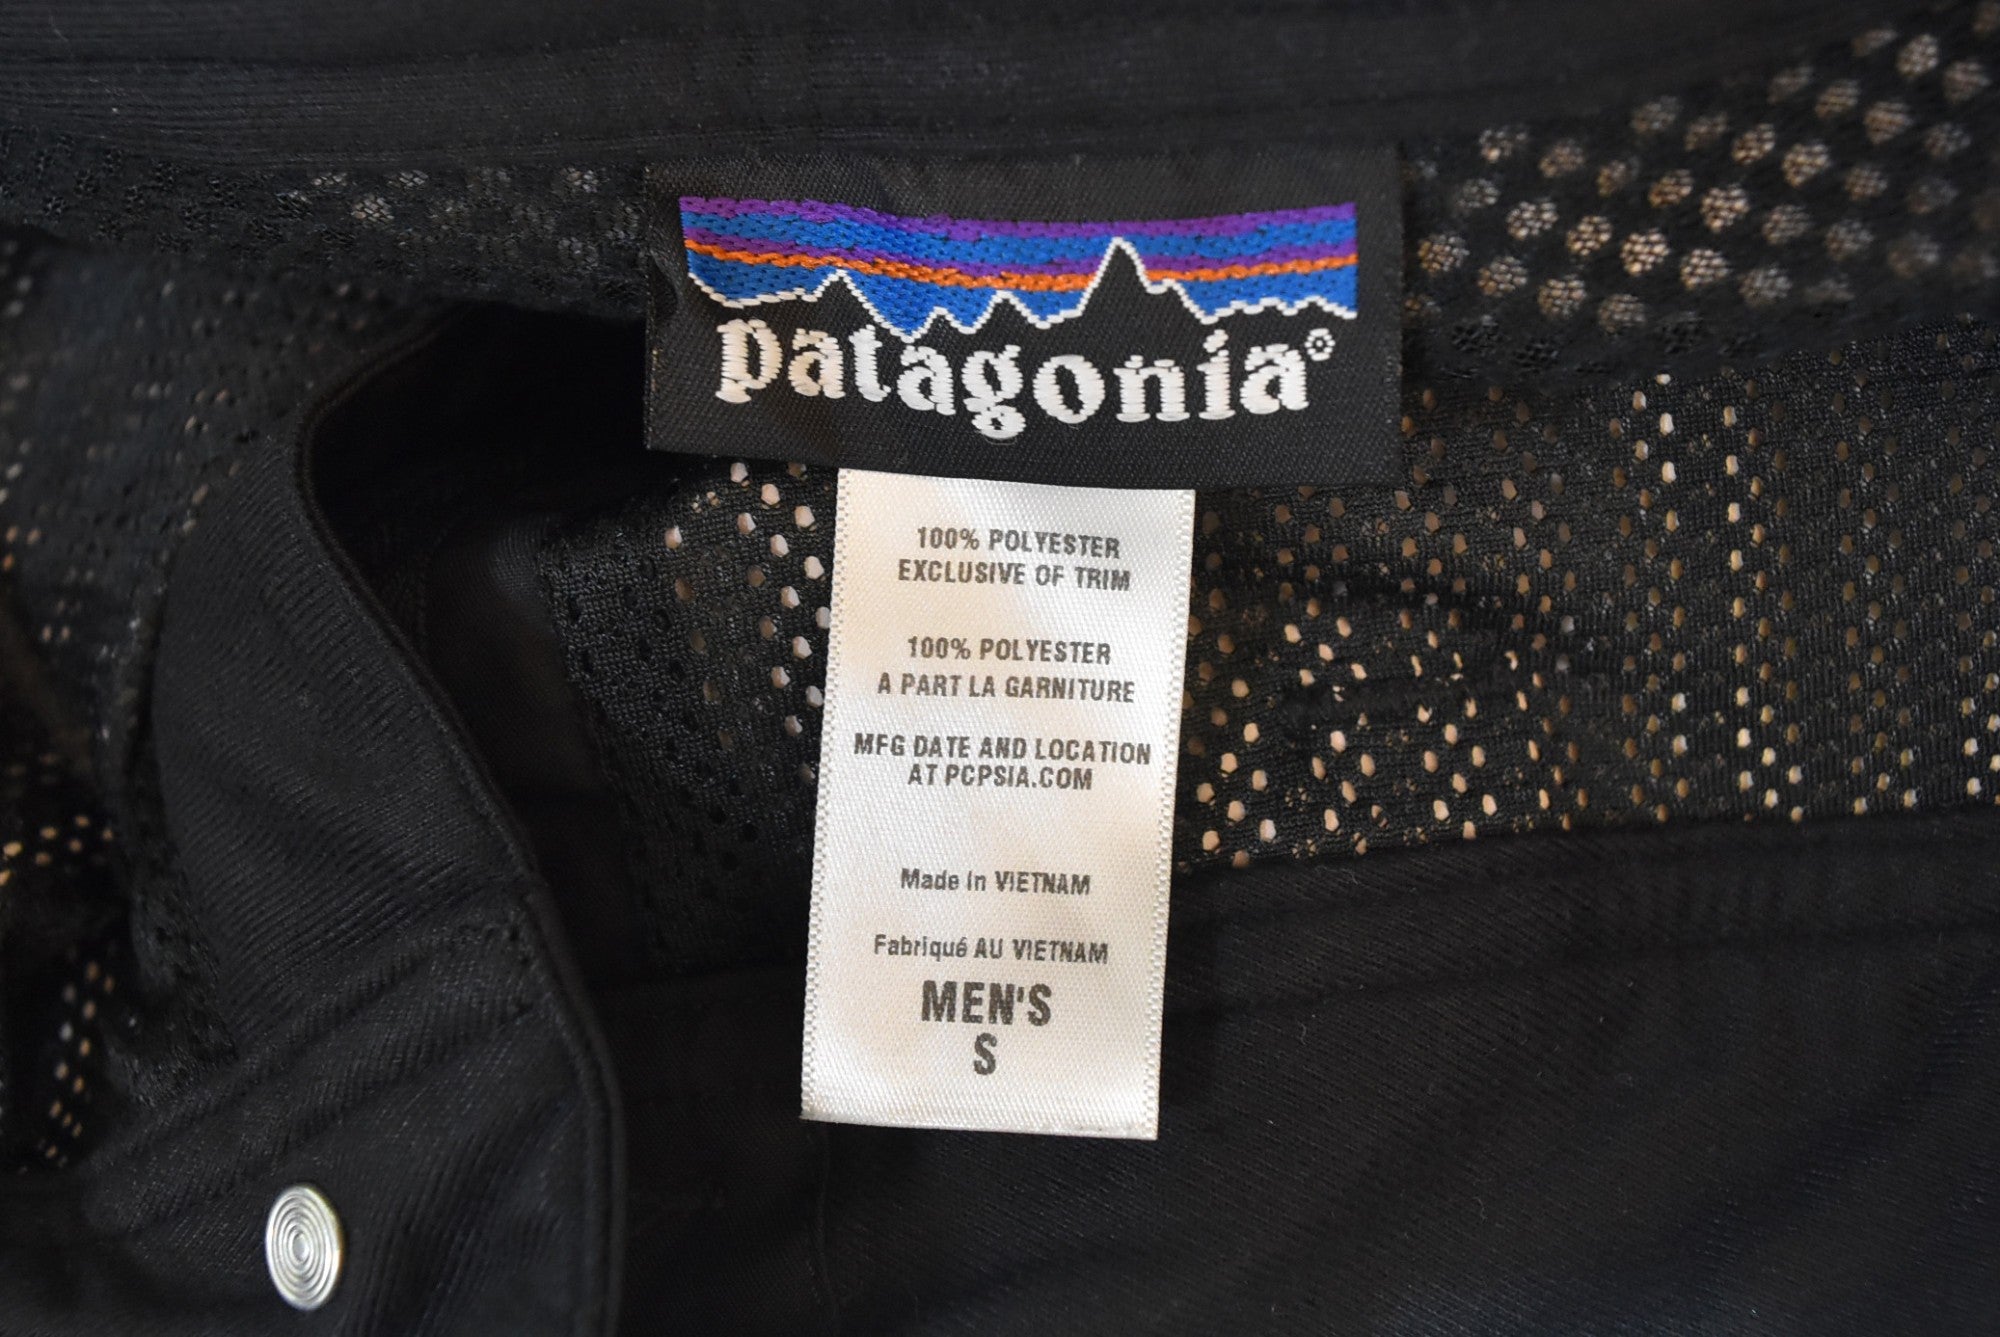 patagonia®
100% POLYESTER
EXCLUSIVE OF TRIM
100% POLYESTER
A PART LA GARNITURE
MFG DATE AND LOCATION
AT PCPSIA.COM
Made in VIETNAM
Fabriqué AU VIETNAM
MEN'S
S